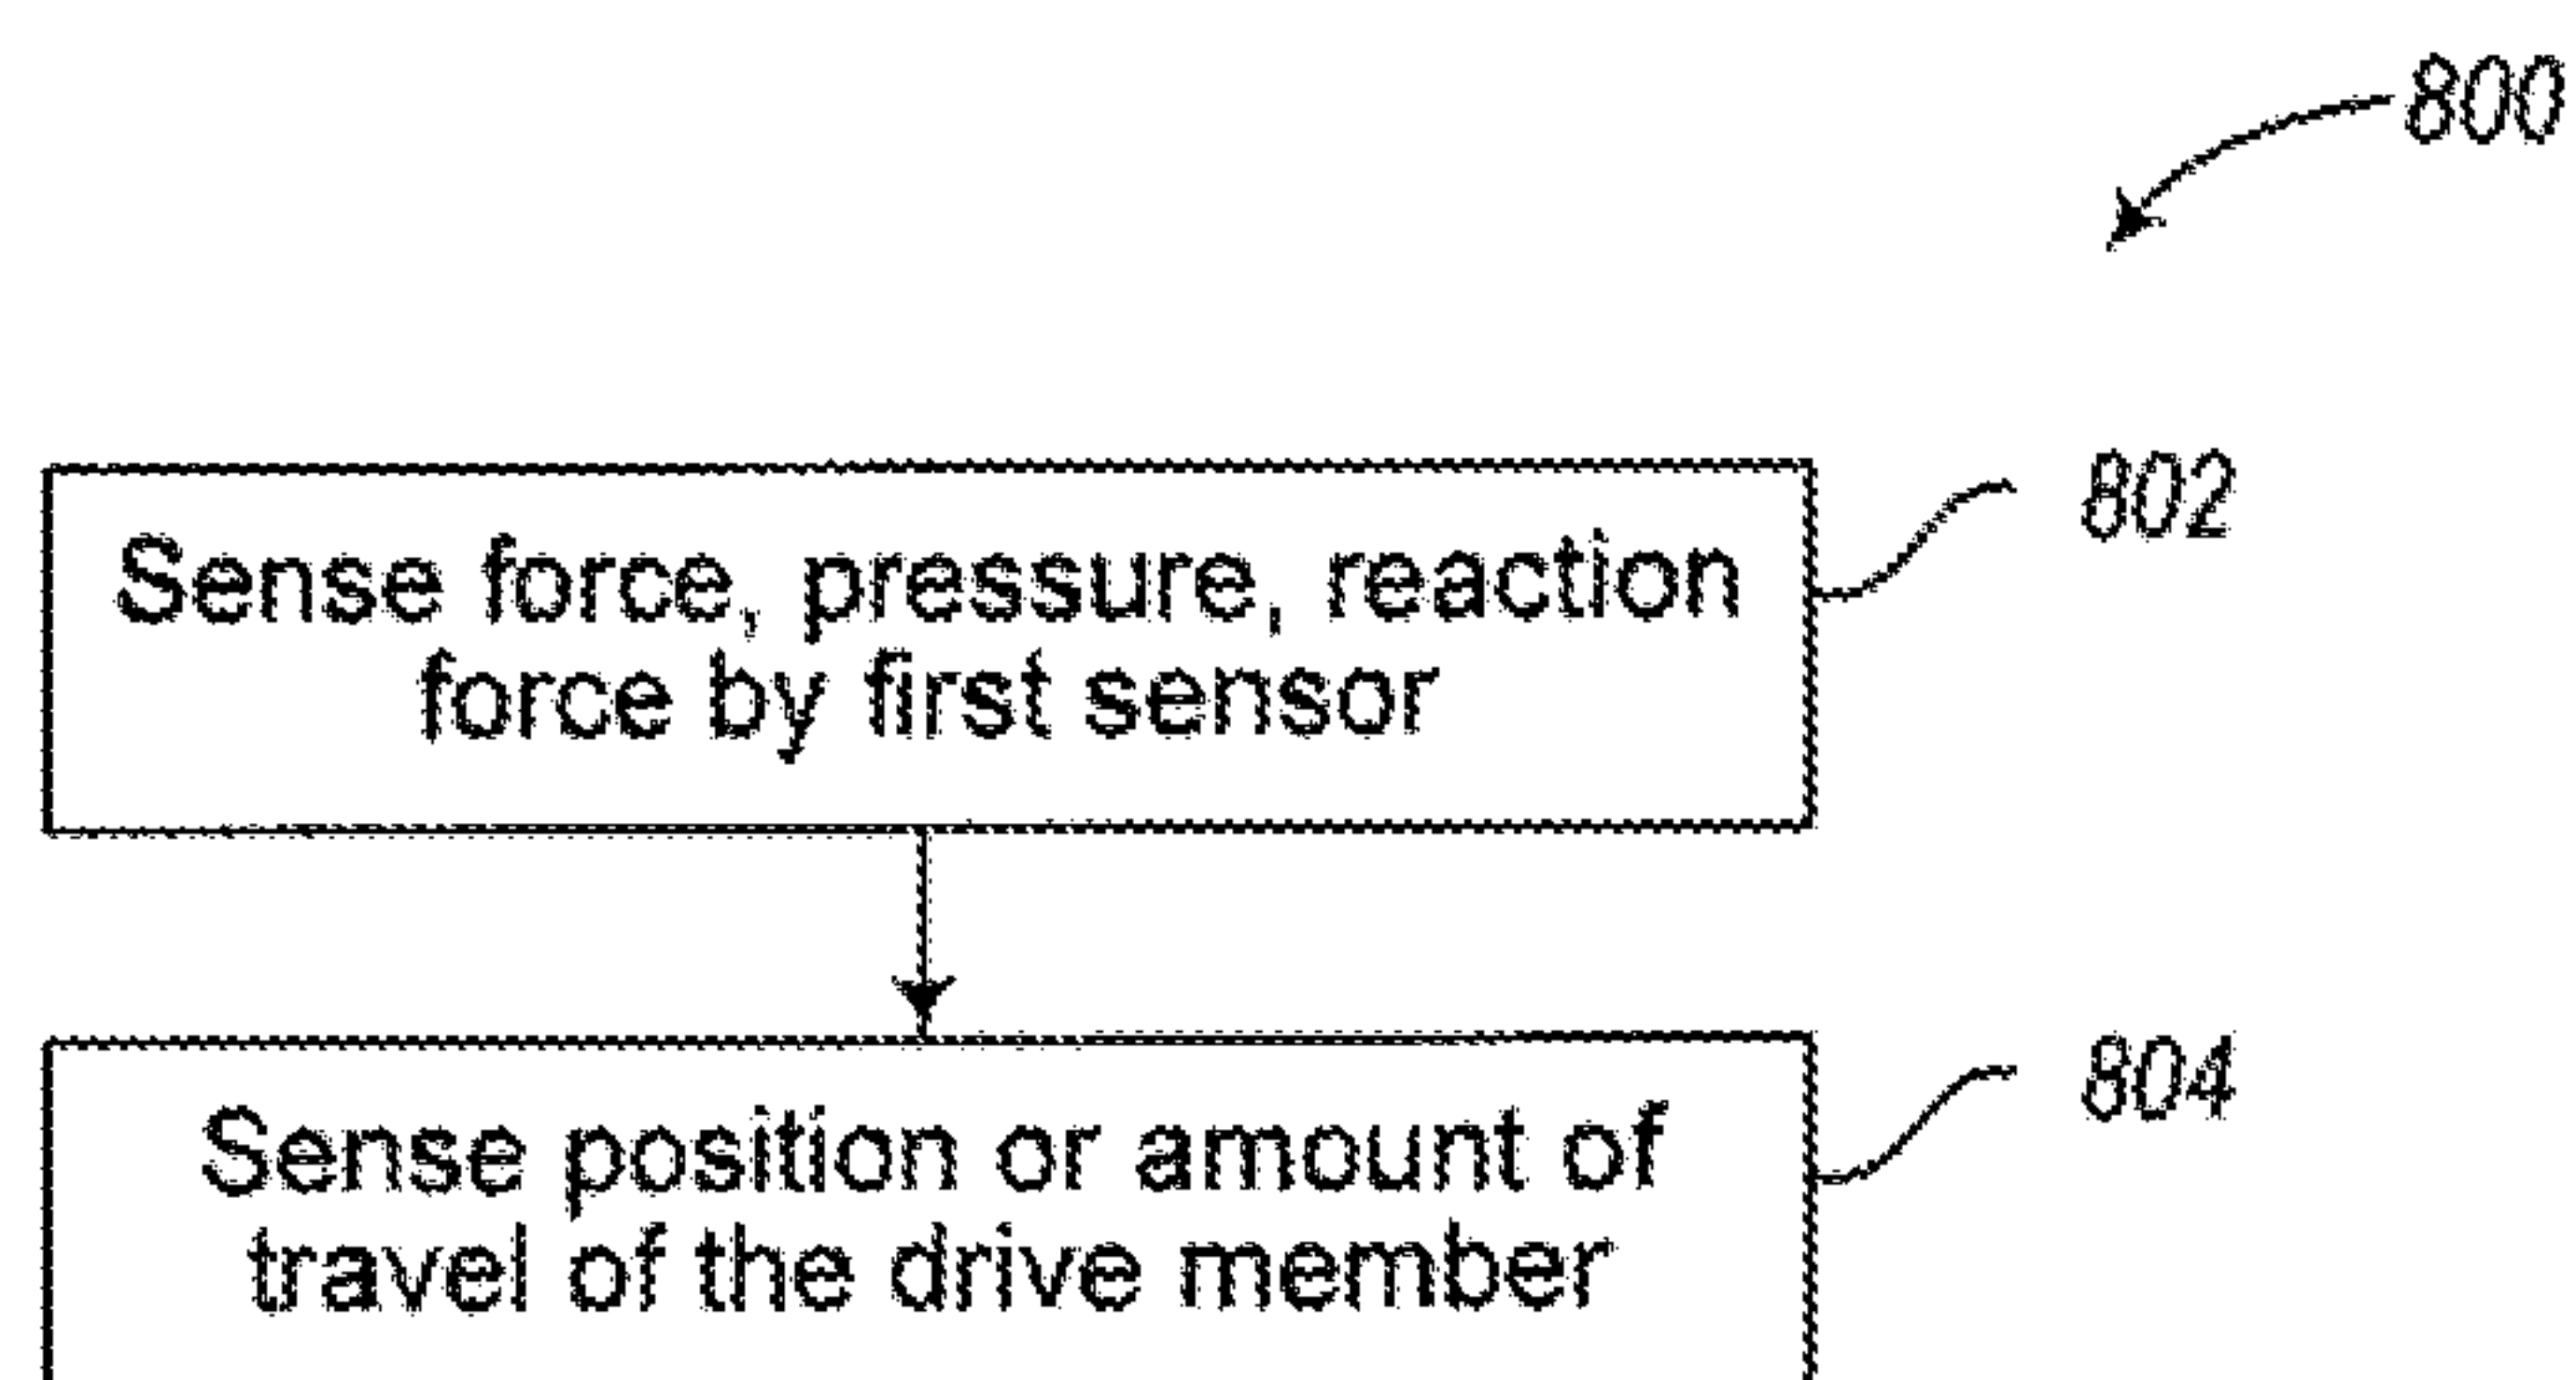 800
802
Sense force, pressure, reaction
force by first sensor
804
Sense position or amount of
travel of the drive member